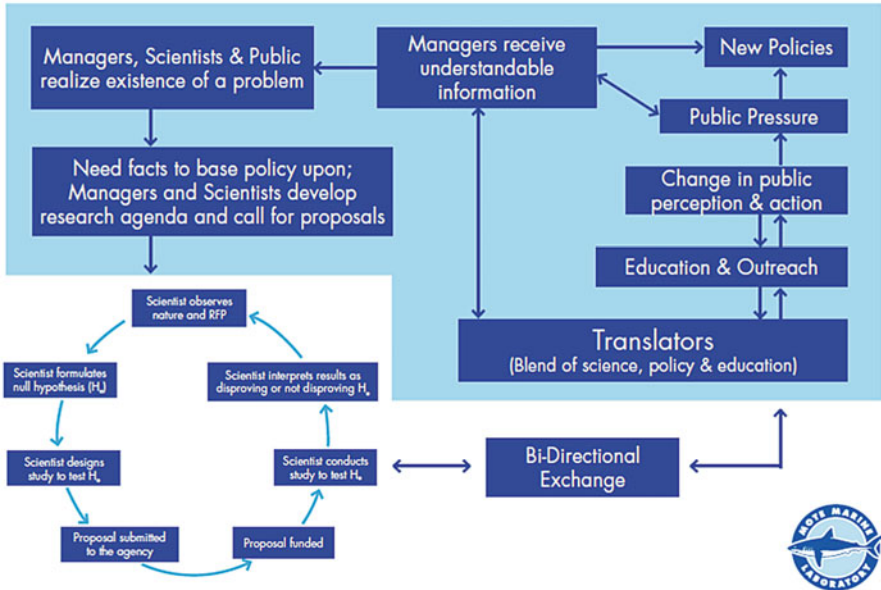 Managers, Scientists & Public
realize existence of a problem
Managers receive
understandable
information
New Policies
Public Pressure
Need facts to base policy upon;
Managers and Scientists develop
research agenda and call for proposals
Change in public
perception & action
Education & Outreach
Translators
(Blend of science, policy & education)
Scientist observes
nature and RFP
Scientist formulates
null hypothesis (Hₒ)
Scientist interprets results as
disproving or not disproving Hₒ
Scientist designs
study to test Hₒ
Scientist conducts
study to test Hₒ
Bi-Directional
Exchange
Proposal submitted
to the agency
Proposal funded
MOTE MARINE
LABORATORY